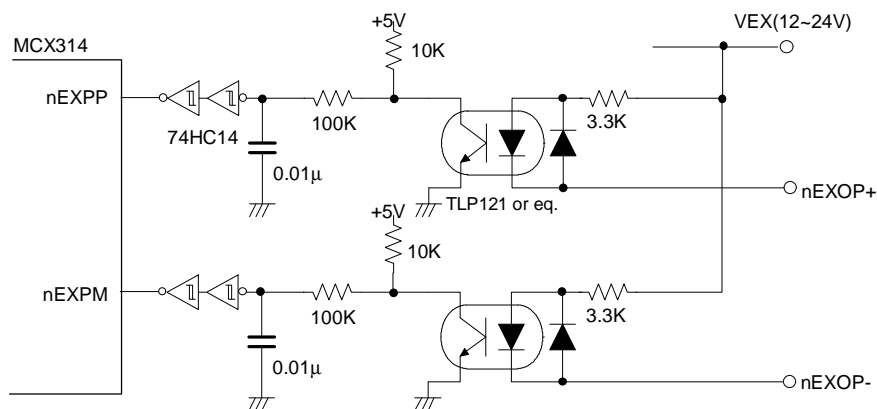 VEX(12~24V)
+5V
MCX314
10K
nEXPP
3.3K
100K
74HC14
0.01µ
nEXOP+
TLP121 or eq.
+5V
10K
nEXPM
100K
3.3K
0.01µ
nEXOP-